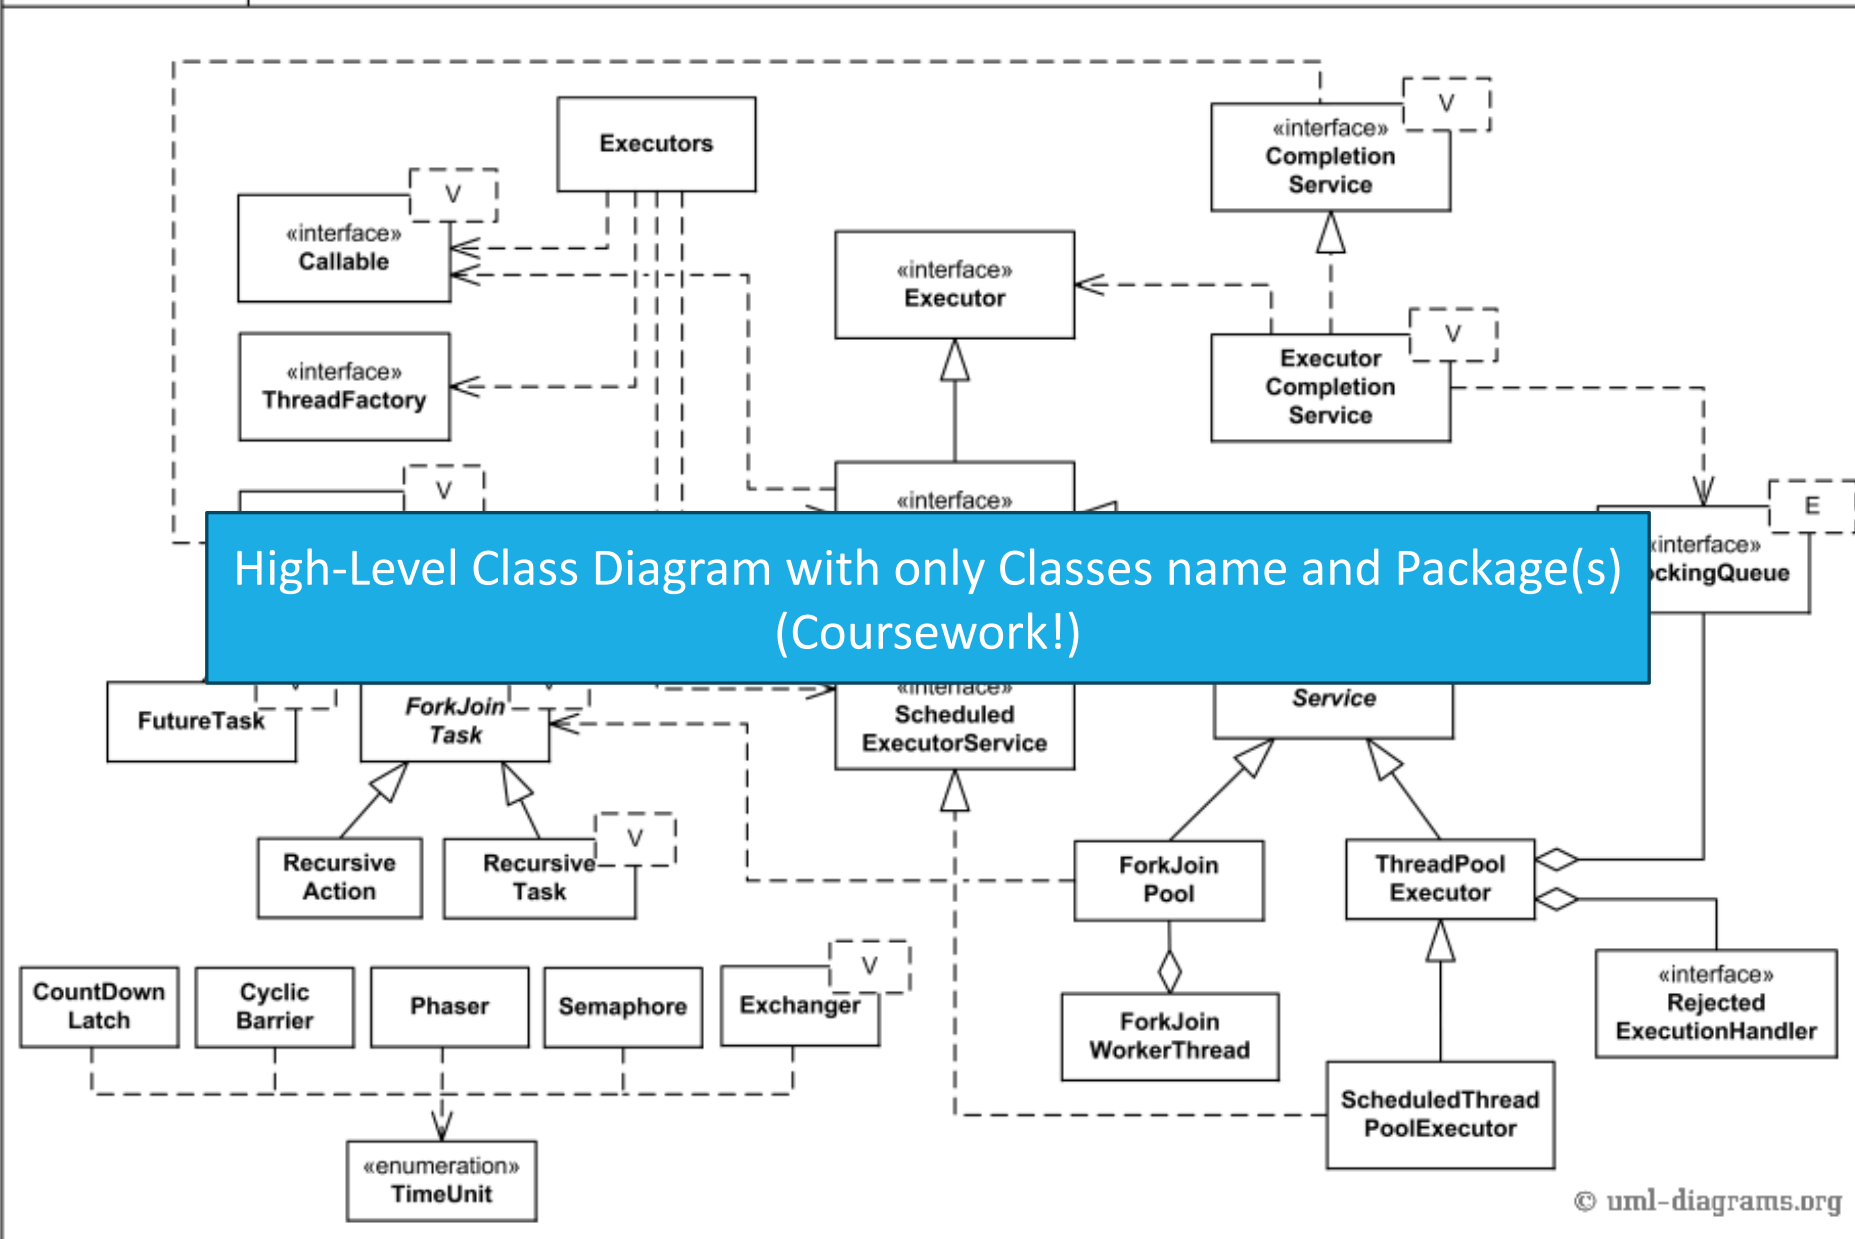 V
«interface»
Completion
Service
Executors
V
«interface»
Callable
«interface»
Executor
V
Executor
Completion
Service
«interface»
ThreadFactory
V
«interface»
E
«interface»
ckingQueue
High-Level Class Diagram with only Classes name and Package(s)
(Coursework!)
FutureTask
ForkJoin
Task
«interface»
Scheduled
ExecutorService
Service
V
Recursive
Action
Recursive
Task
ForkJoin
Pool
ThreadPool
Executor
V
CountDown
Latch
Cyclic
Barrier
Phaser
Semaphore
Exchanger
ForkJoin
WorkerThread
«interface»
Rejected
ExecutionHandler
ScheduledThread
PoolExecutor
«enumeration»
TimeUnit
© uml-diagrams.org